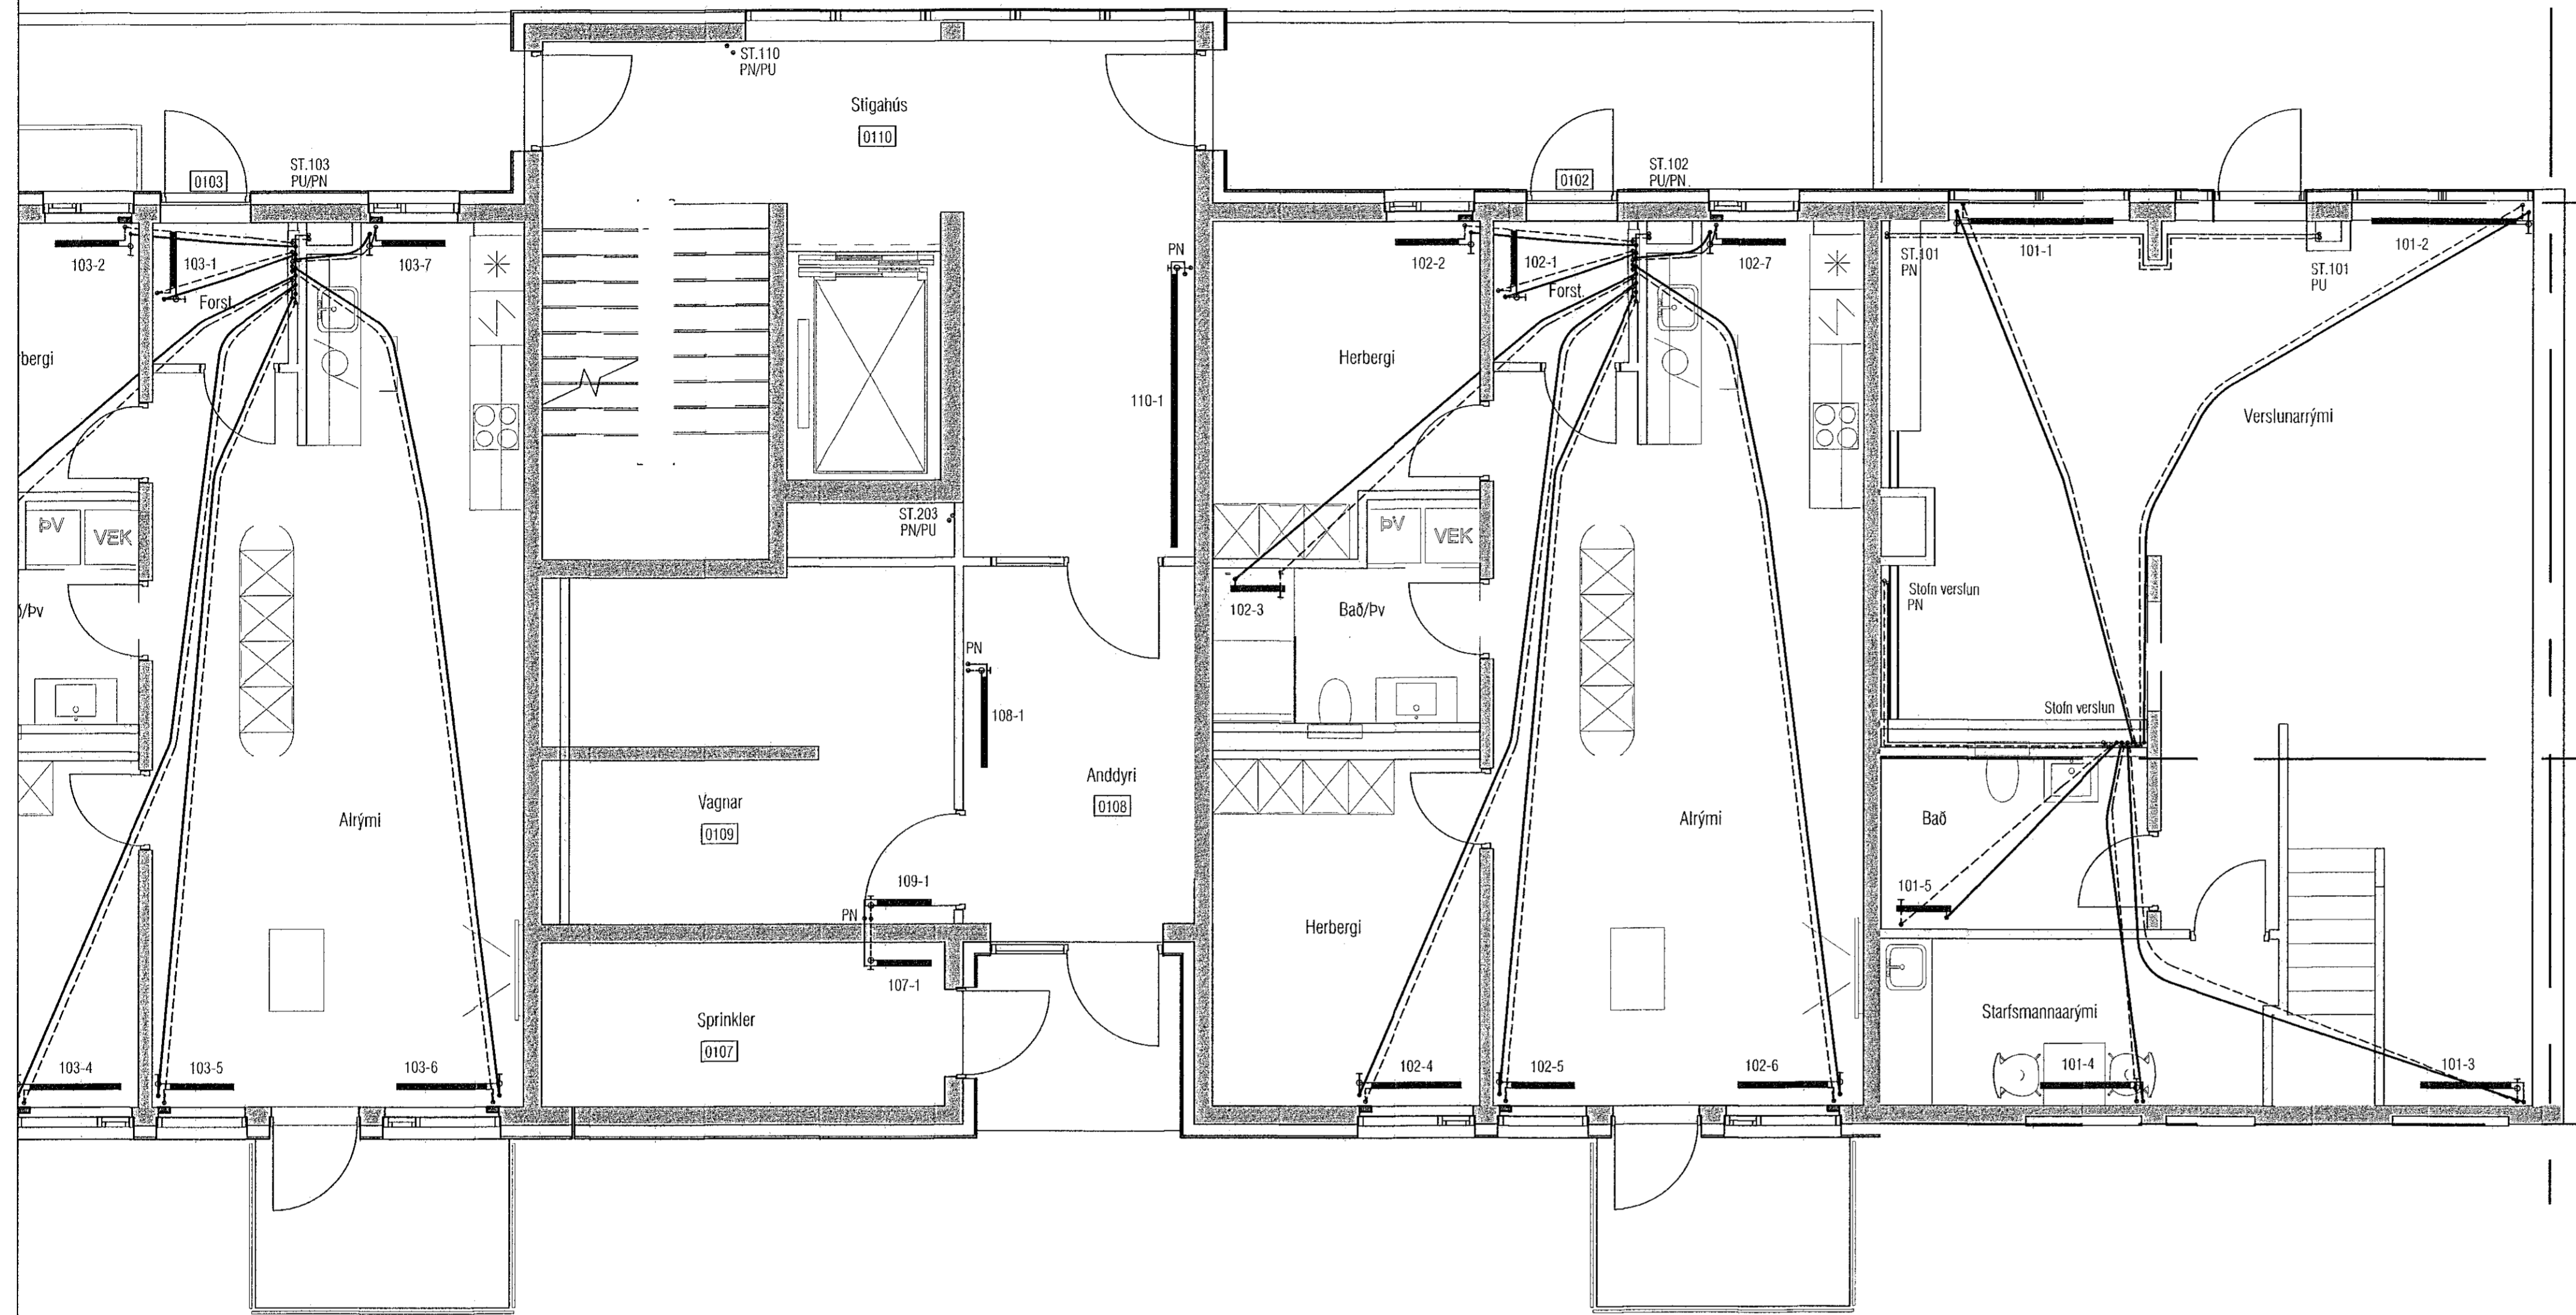 ST.110
PN/PU
Stigahús
0110
ST.103
PU/PN
0103
ST.102
PU/PN
0102
103-2
103-1
103-7
Forst.
PN
102-2
102-1
102-7
Forst.
ST.101
PN
101-1
101-2
ST.101
PU
bergi
Herbergi
110-1
Verslunarrými
ÞV
VEK
ST.203
PN/PU
ÞV
VEK
Stofn verslun
PN
ð/Þv
102-3
Bað/Þv
PN
108-1
Stofn verslun
Anddyri
0108
Vagnar
0109
Alrými
Alrými
Bað
109-1
PN
101-5
Herbergi
107-1
Sprinkler
0107
Starfsmannaarými
103-4
103-5
103-6
102-4
102-5
102-6
101-4
101-3